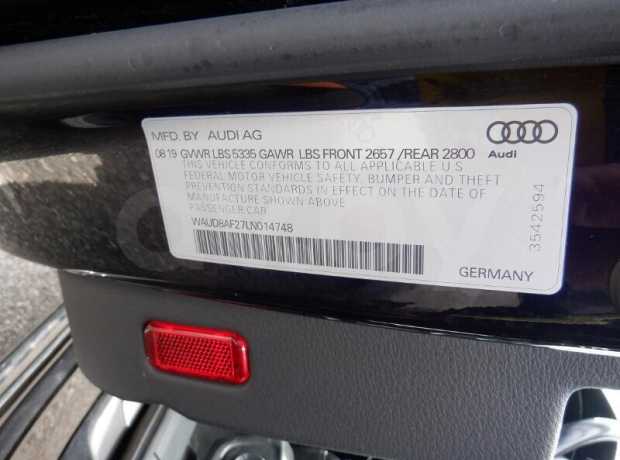 MFD. BY AUDI AG
08 19 GVWR LBS 5335 GAWR LBS FRONT 2657 /REAR 2800
THIS VEHICLE CONFORMS TO ALL APPLICABLE U.S
FEDERAL MOTOR VEHICLE SAFETY, BUMPER AND THEFT
PREVENTION STANDARDS IN EFFECT ON THE DATE OF
MANUFACTURE SHOWN ABOVE
PASSENGER CAR
WAUD8AF27LN014748
Audi
3542594
GERMANY